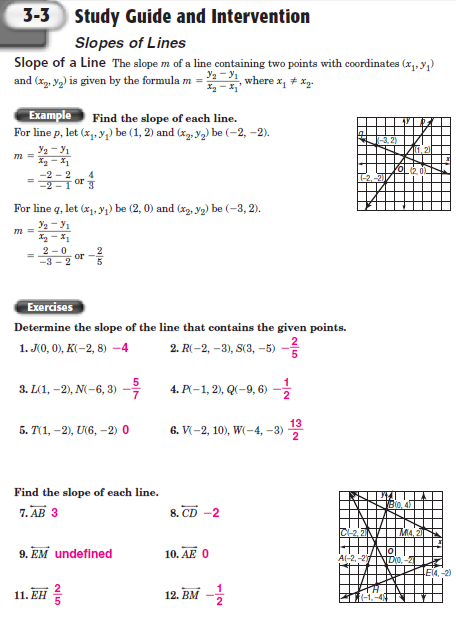 3-3 Study Guide and Intervention
Slopes of Lines
Slope of a Line The slope m of a line containing two points with coordinates (x₁, y₁)
and (x₂, y₂) is given by the formula m = (y₂ − y₁)/(x₂ − x₁), where x₁ ≠ x₂.
Example Find the slope of each line.
For line p, let (x₁, y₁) be (1, 2) and (x₂, y₂) be (−2, −2).
m = (y₂ − y₁)/(x₂ − x₁)
= (−2 − 2)/(−2 − 1) or 4/3
y
p
q
(−3, 2)
(1, 2)
x
O
(2, 0)
(−2, −2)
For line q, let (x₁, y₁) be (2, 0) and (x₂, y₂) be (−3, 2).
m = (y₂ − y₁)/(x₂ − x₁)
= (2 − 0)/(−3 − 2) or −2/5
Exercises
Determine the slope of the line that contains the given points.
1. J(0, 0), K(−2, 8) −4
2. R(−2, −3), S(3, −5) −2/5
3. L(1, −2), N(−6, 3) −5/7
4. P(−1, 2), Q(−9, 6) −1/2
5. T(1, −2), U(6, −2) 0
6. V(−2, 10), W(−4, −3) 13/2
Find the slope of each line.
7. AB 3
8. CD −2
9. EM undefined
10. AE 0
11. EH 2/5
12. BM −1/2
y
B(0, 4)
C(−2, 2)
M(4, 2)
x
O
A(−2, −2)
D(0, −2)
E(4, −2)
H
(−1, −4)